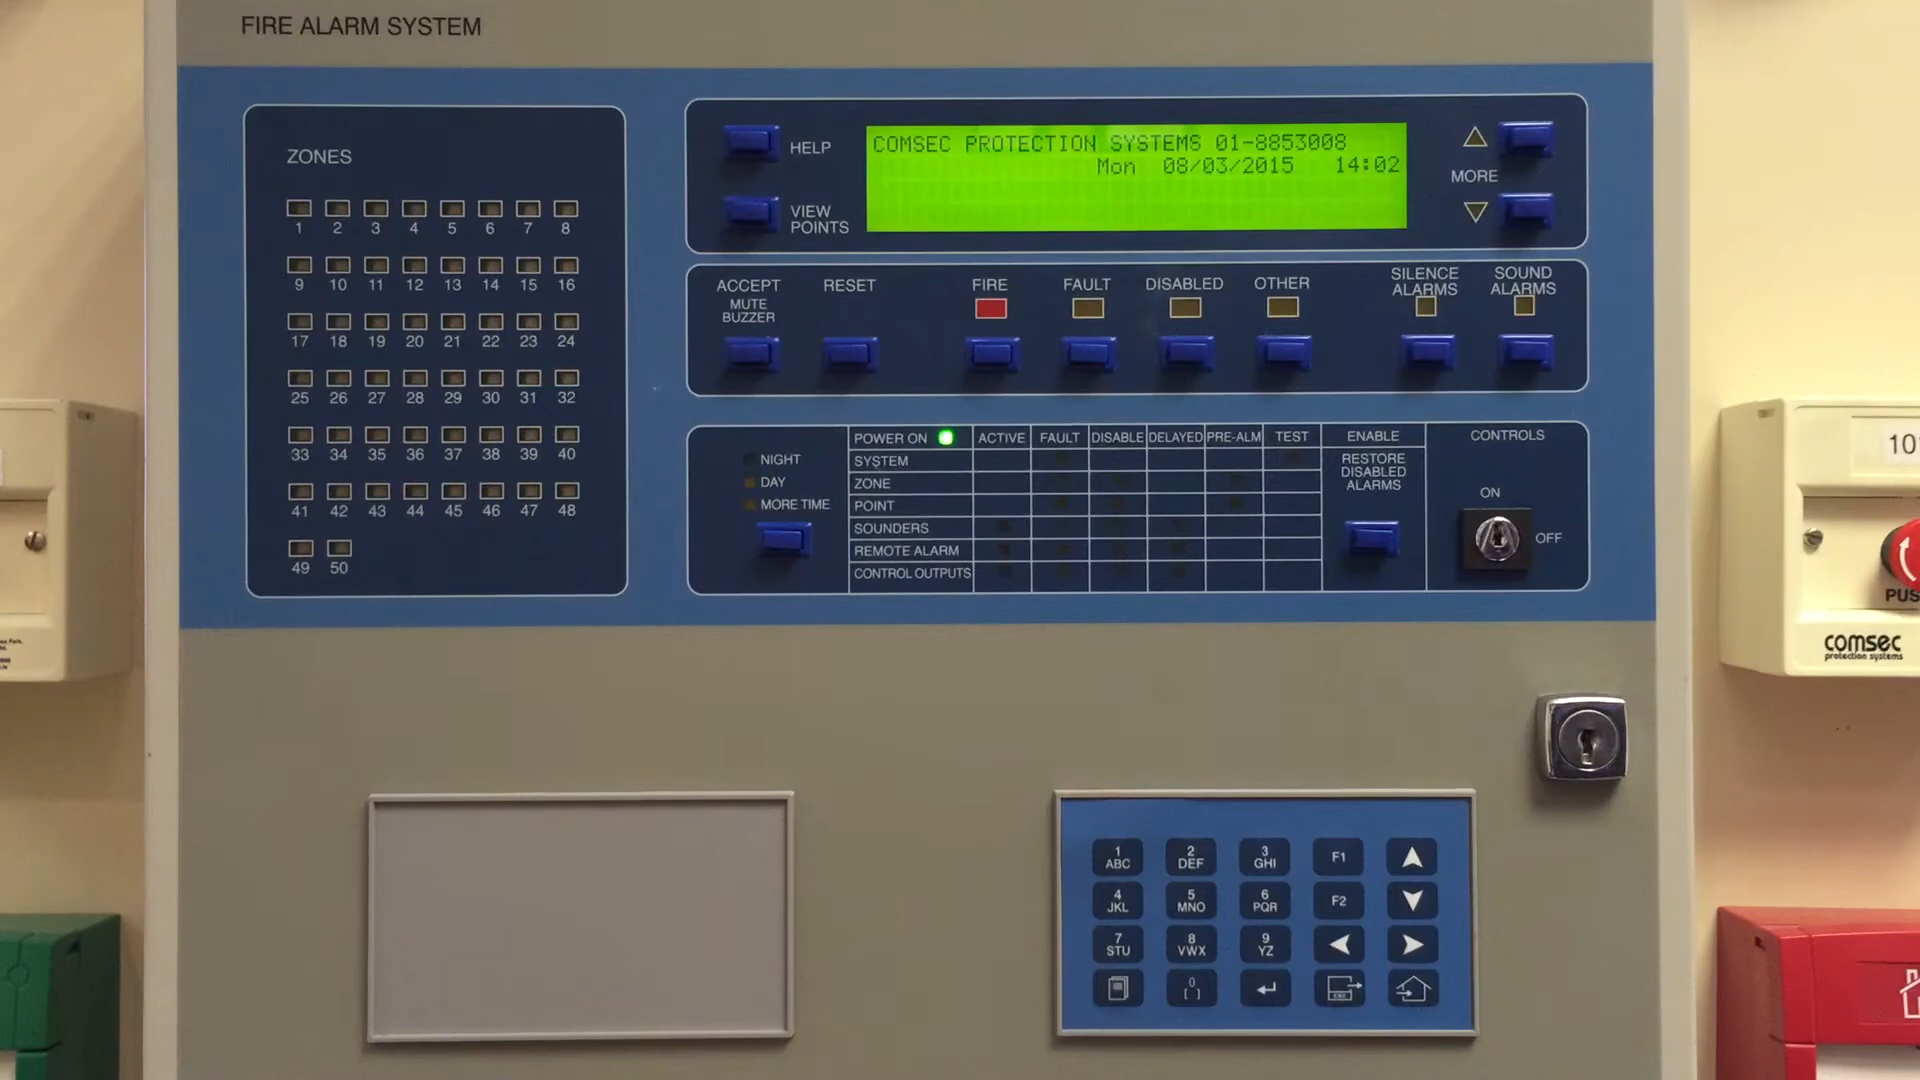 FIRE ALARM SYSTEM
ZONES
1 2 3 4 5 6 7 8
9 10 11 12 13 14 15 16
17 18 19 20 21 22 23 24
25 26 27 28 29 30 31 32
33 34 35 36 37 38 39 40
41 42 43 44 45 46 47 48
49 50
HELP
VIEW
POINTS
COMSEC PROTECTION SYSTEMS 01-8853008
Mon 08/03/2015 14:02
MORE
ACCEPT
MUTE
BUZZER
RESET
FIRE
FAULT
DISABLED
OTHER
SILENCE
ALARMS
SOUND
ALARMS
NIGHT
DAY
MORE TIME
POWER ON ACTIVE FAULT DISABLE DELAYED PRE-ALM TEST
SYSTEM
ZONE
POINT
SOUNDERS
REMOTE ALARM
CONTROL OUTPUTS
ENABLE
RESTORE
DISABLED
ALARMS
CONTROLS
ON
OFF
1 2 3 F1
ABC DEF GHI
4 5 6 F2
JKL MNO PQR
7 8 9
STU VWX YZ
0
[ ]
ESC
10
PUS
comsec
protection systems